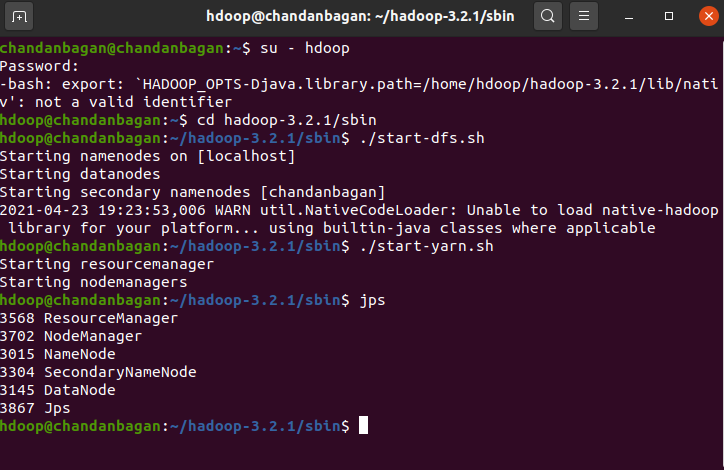 hdoop@chandanbagan: ~/hadoop-3.2.1/sbin
chandanbagan@chandanbagan:~$ su - hdoop
Password:
-bash: export: `HADOOP_OPTS-Djava.library.path=/home/hdoop/hadoop-3.2.1/lib/nati
v': not a valid identifier
hdoop@chandanbagan:~$ cd hadoop-3.2.1/sbin
hdoop@chandanbagan:~/hadoop-3.2.1/sbin$ ./start-dfs.sh
Starting namenodes on [localhost]
Starting datanodes
Starting secondary namenodes [chandanbagan]
2021-04-23 19:23:53,006 WARN util.NativeCodeLoader: Unable to load native-hadoop
 library for your platform... using builtin-java classes where applicable
hdoop@chandanbagan:~/hadoop-3.2.1/sbin$ ./start-yarn.sh
Starting resourcemanager
Starting nodemanagers
hdoop@chandanbagan:~/hadoop-3.2.1/sbin$ jps
3568 ResourceManager
3702 NodeManager
3015 NameNode
3304 SecondaryNameNode
3145 DataNode
3867 Jps
hdoop@chandanbagan:~/hadoop-3.2.1/sbin$